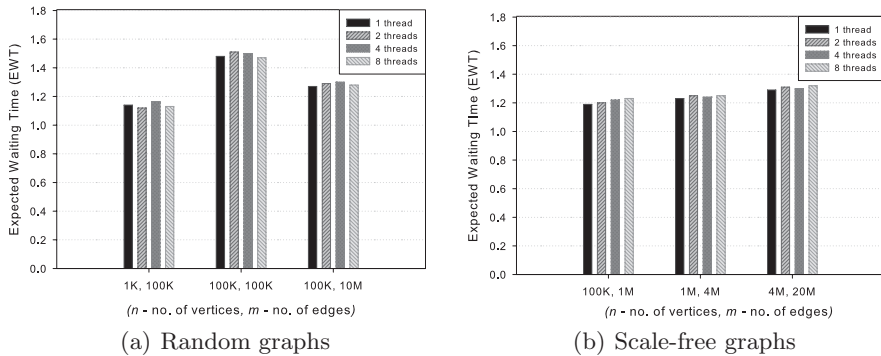 Expected Waiting Time (EWT)
1.8
1.6
1.4
1.2
1.0
0.8
0.6
0.4
0.2
0.0
1 thread
2 threads
4 threads
8 threads
1K, 100K
100K, 100K
100K, 10M
(n - no. of vertices, m - no. of edges)
(a) Random graphs
Expected Waiting TIme (EWT)
1.8
1.6
1.4
1.2
1.0
0.8
0.6
0.4
0.2
0.0
1 thread
2 threads
4 threads
8 threads
100K, 1M
1M, 4M
4M, 20M
(n - no. of vertices, m - no. of edges)
(b) Scale-free graphs